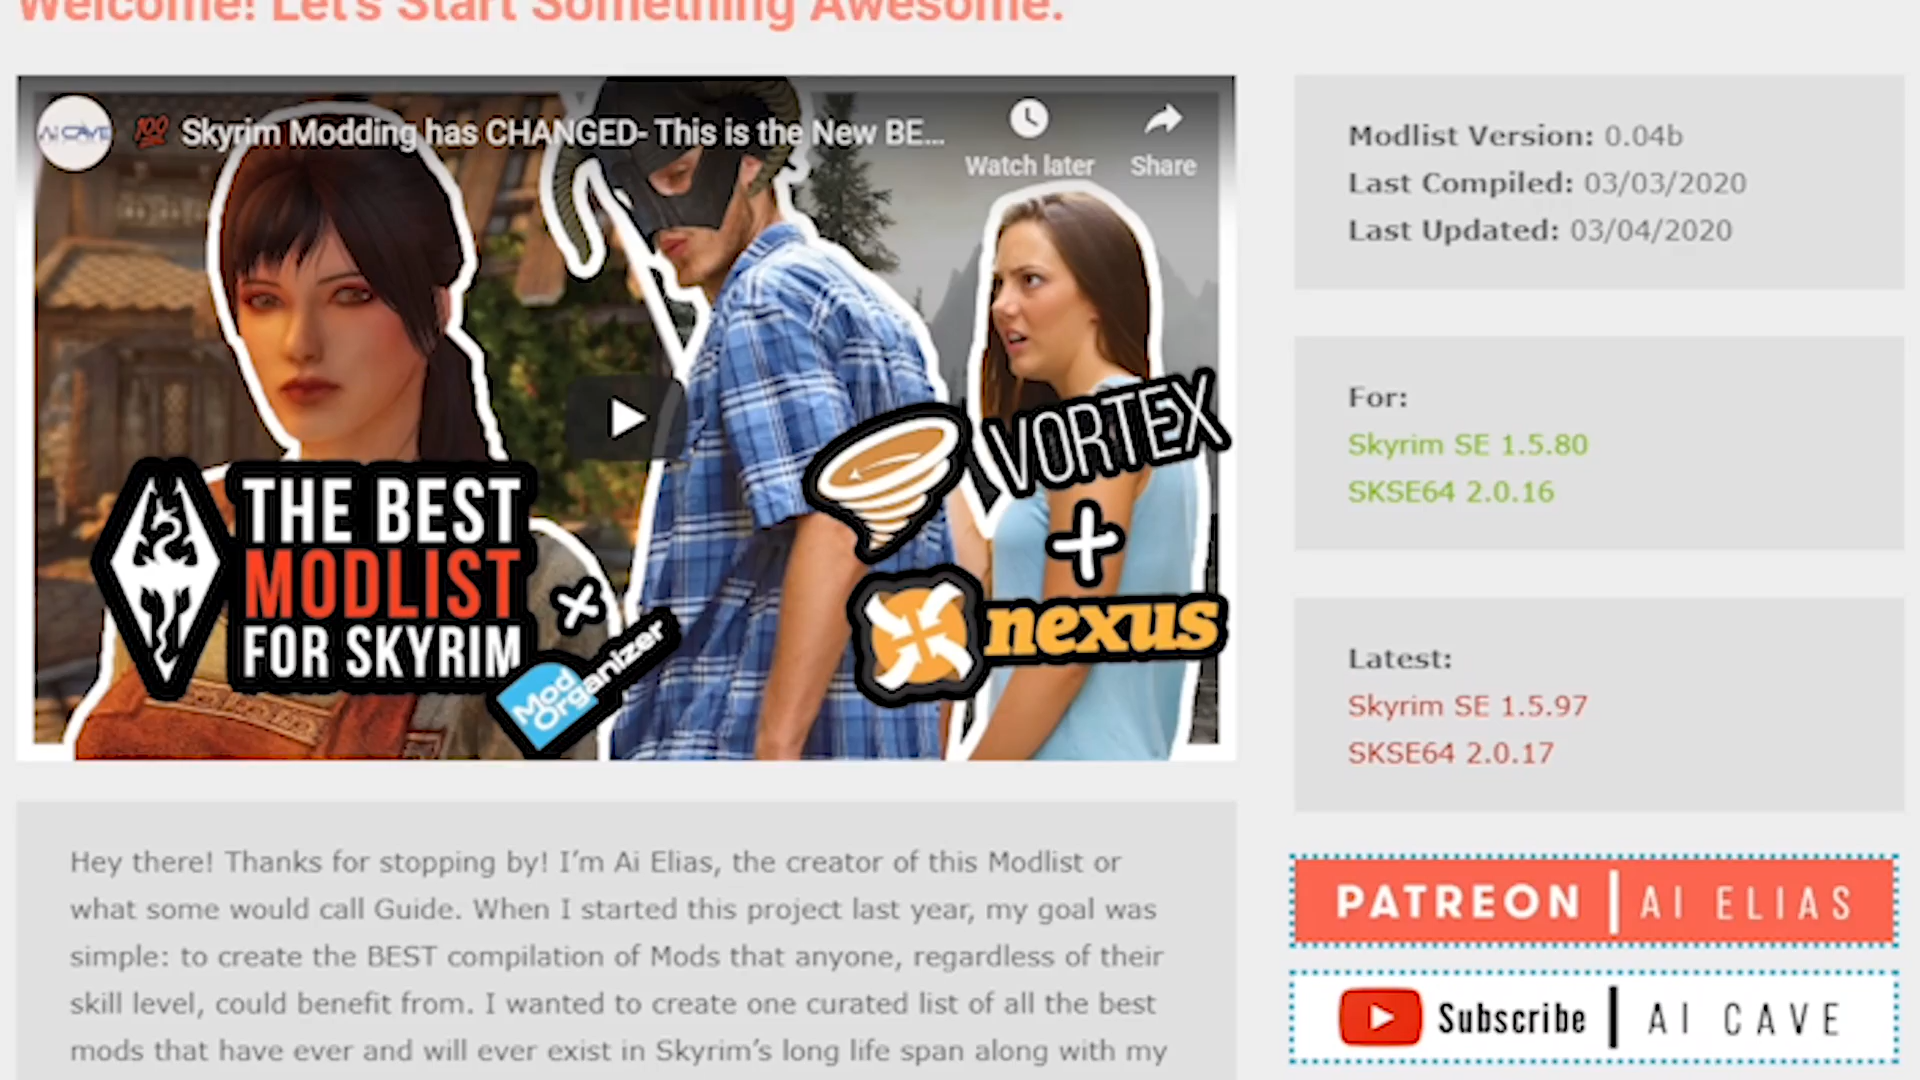 Welcome! Let's Start Something Awesome.
AI CAVE
💯 Skyrim Modding has CHANGED- This is the New BE...
Watch later
Share
THE BEST
MODLIST
FOR SKYRIM
×
Mod
Organizer
VORTEX
+
nexus
Modlist Version: 0.04b
Last Compiled: 03/03/2020
Last Updated: 03/04/2020
For:
Skyrim SE 1.5.80
SKSE64 2.0.16
Latest:
Skyrim SE 1.5.97
SKSE64 2.0.17
PATREON | AI ELIAS
Subscribe | AI CAVE
Hey there! Thanks for stopping by! I'm Ai Elias, the creator of this Modlist or
what some would call Guide. When I started this project last year, my goal was
simple: to create the BEST compilation of Mods that anyone, regardless of their
skill level, could benefit from. I wanted to create one curated list of all the best
mods that have ever and will ever exist in Skyrim's long life span along with my